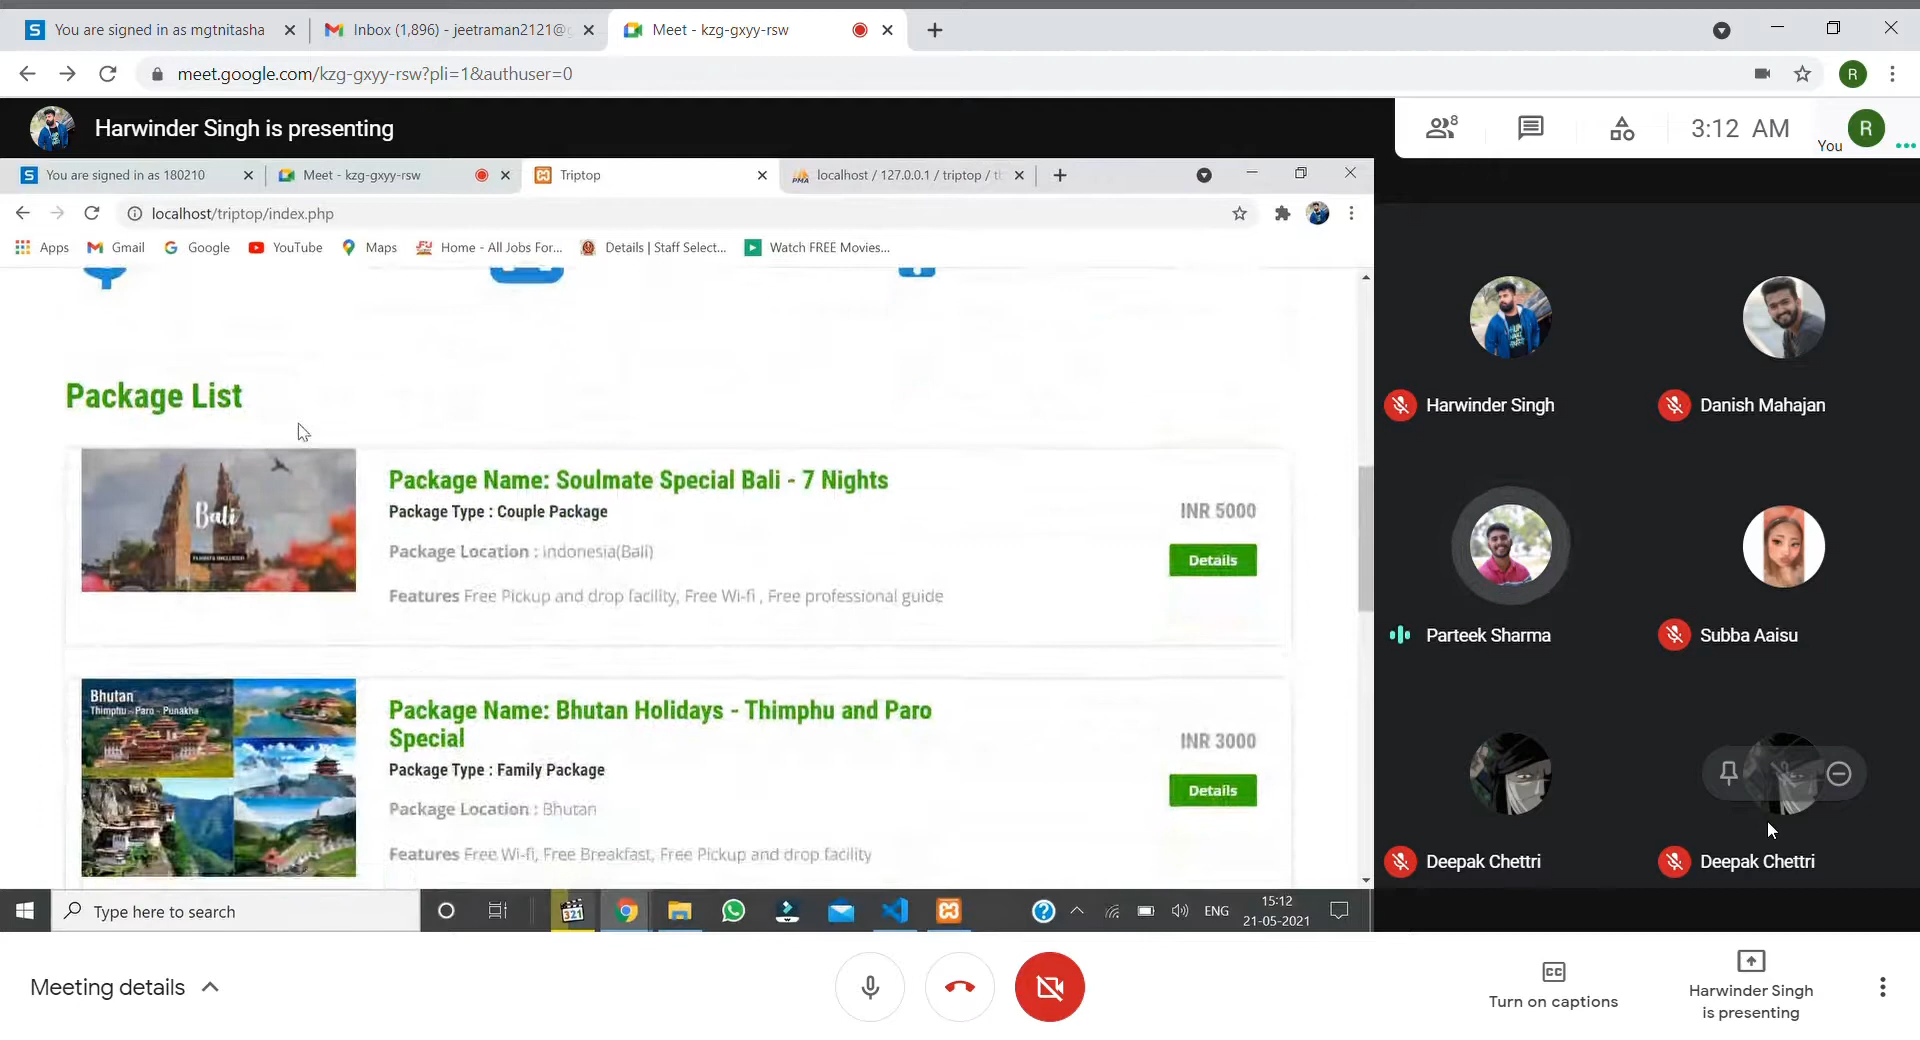 You are signed in as mgtnitasha
Inbox (1,896) - jeetraman2121@g
Meet - kzg-gxyy-rsw
meet.google.com/kzg-gxyy-rsw?pli=1&authuser=0
R
Harwinder Singh is presenting
8
3:12 AM
You
R
You are signed in as 180210
Meet - kzg-gxyy-rsw
Triptop
localhost / 127.0.0.1 / triptop / t
localhost/triptop/index.php
Apps
Gmail
Google
YouTube
Maps
Home - All Jobs For...
Details | Staff Select...
Watch FREE Movies...
Package List
Bali
Package Name: Soulmate Special Bali - 7 Nights
Package Type : Couple Package
Package Location : Indonesia(Bali)
Features Free Pickup and drop facility, Free Wi-fi , Free professional guide
INR 5000
Details
Bhutan
Thimphu - Paro - Punakha
Package Name: Bhutan Holidays - Thimphu and Paro
Special
Package Type : Family Package
Package Location : Bhutan
Features Free Wi-fi, Free Breakfast, Free Pickup and drop facility
INR 3000
Details
Harwinder Singh
Danish Mahajan
Parteek Sharma
Subba Aaisu
Deepak Chettri
Deepak Chettri
Type here to search
321
ENG
15:12
21-05-2021
Meeting details
Turn on captions
Harwinder Singh
is presenting